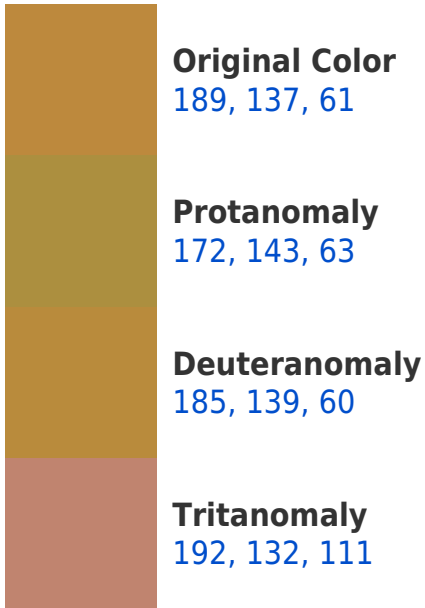 Original Color
189, 137, 61
Protanomaly
172, 143, 63
Deuteranomaly
185, 139, 60
Tritanomaly
192, 132, 111